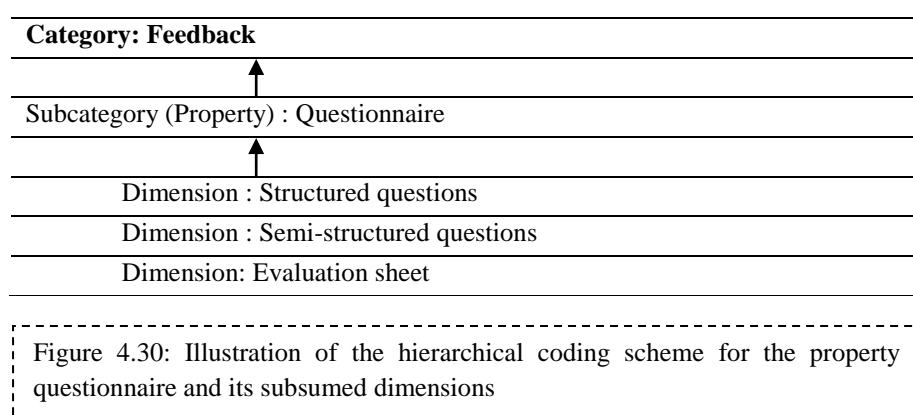 Category: Feedback
Subcategory (Property) : Questionnaire
Dimension : Structured questions
Dimension : Semi-structured questions
Dimension: Evaluation sheet
Figure 4.30: Illustration of the hierarchical coding scheme for the property
questionnaire and its subsumed dimensions